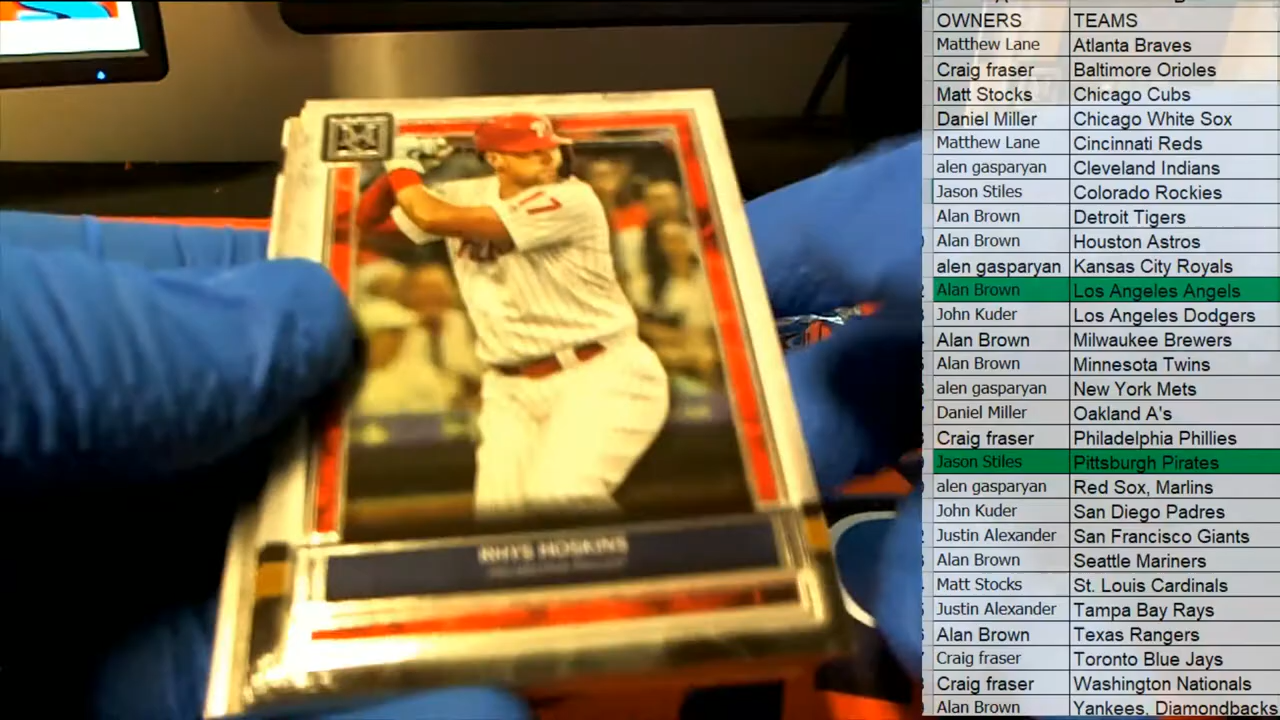 OWNERS TEAMS
Matthew Lane Atlanta Braves
Craig fraser Baltimore Orioles
Matt Stocks Chicago Cubs
Daniel Miller Chicago White Sox
Matthew Lane Cincinnati Reds
alen gasparyan Cleveland Indians
Jason Stiles Colorado Rockies
Alan Brown Detroit Tigers
Alan Brown Houston Astros
alen gasparyan Kansas City Royals
Alan Brown Los Angeles Angels
John Kuder Los Angeles Dodgers
Alan Brown Milwaukee Brewers
Alan Brown Minnesota Twins
alen gasparyan New York Mets
Daniel Miller Oakland A's
Craig fraser Philadelphia Phillies
Jason Stiles Pittsburgh Pirates
alen gasparyan Red Sox, Marlins
John Kuder San Diego Padres
Justin Alexander San Francisco Giants
Alan Brown Seattle Mariners
Matt Stocks St. Louis Cardinals
Justin Alexander Tampa Bay Rays
Alan Brown Texas Rangers
Craig fraser Toronto Blue Jays
Craig fraser Washington Nationals
Alan Brown Yankees, Diamondbacks
17
RHYS HOSKINS